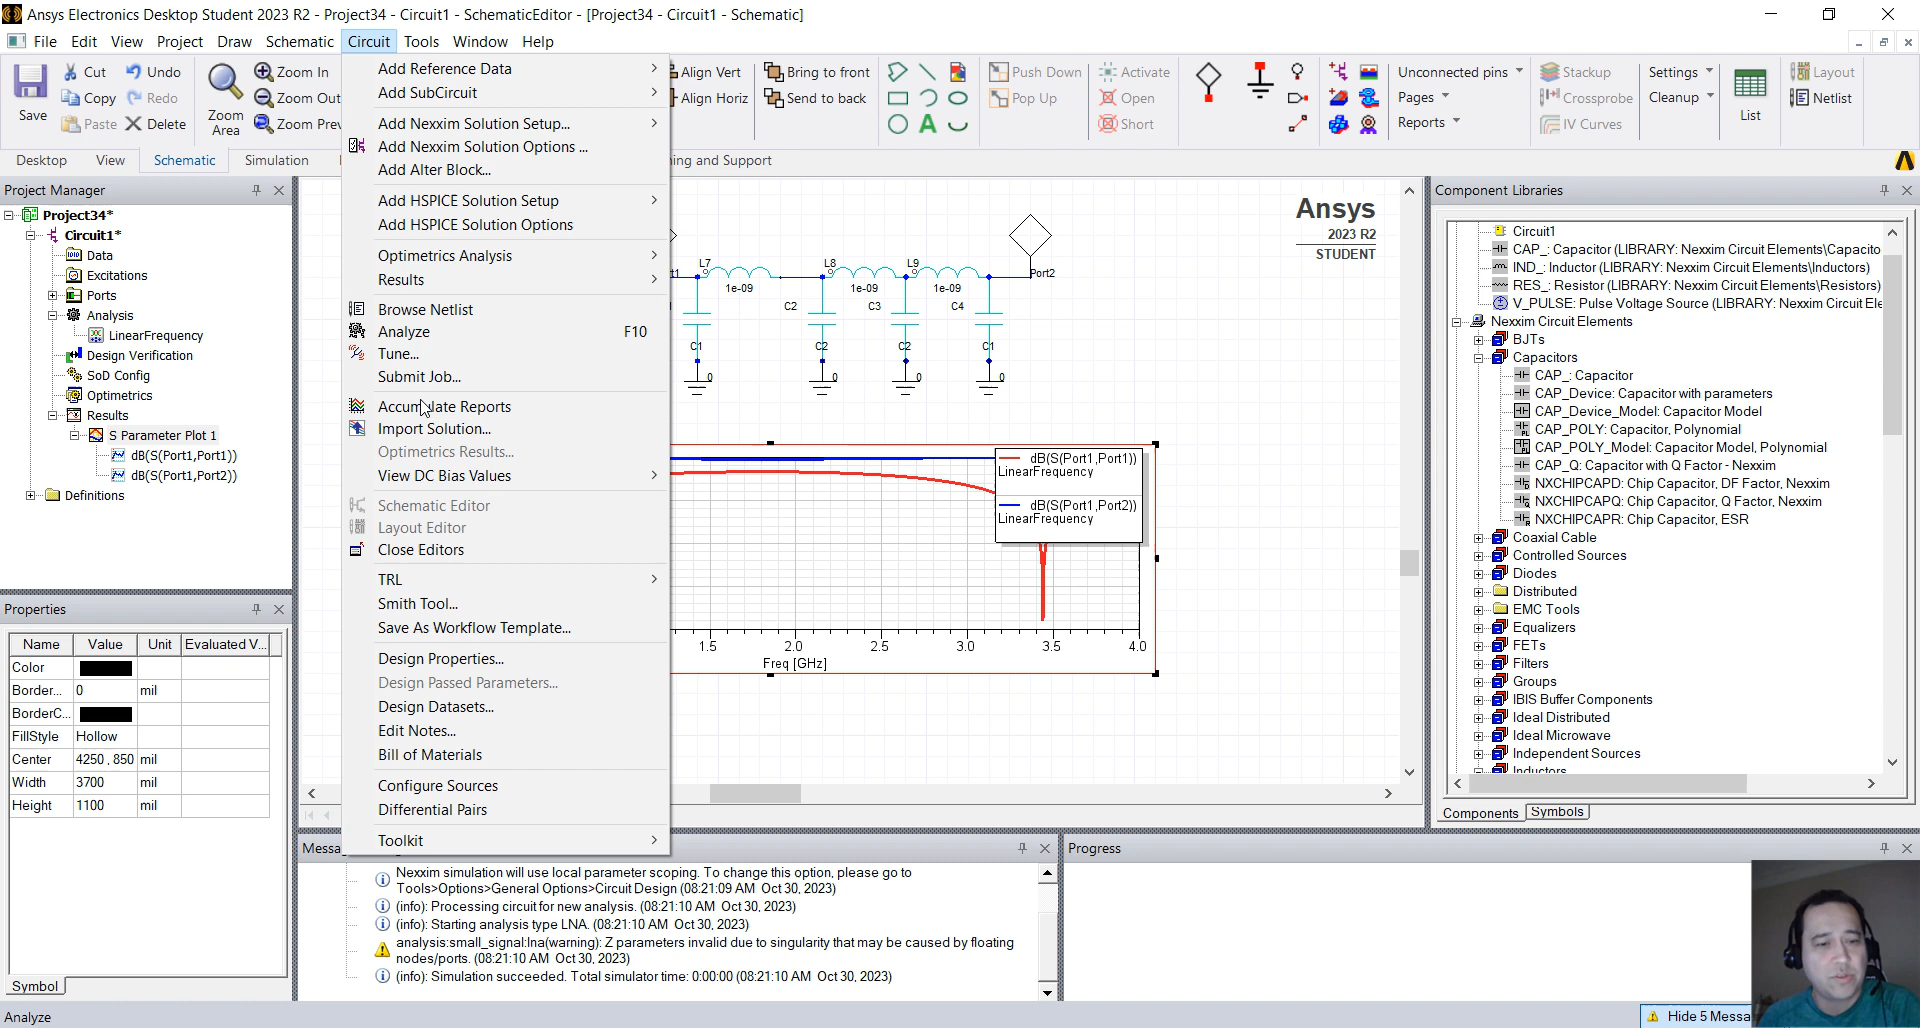 Ansys Electronics Desktop Student 2023 R2 - Project34 - Circuit1 - SchematicEditor - [Project34 - Circuit1 - Schematic]
File Edit View Project Draw Schematic Circuit Tools Window Help
Save
Cut
Copy
Paste
Undo
Redo
Delete
Zoom Area
Zoom In
Zoom Out
Zoom Prev
Align Vert
Align Horiz
Bring to front
Send to back
Push Down
Pop Up
Activate
Open
Short
Unconnected pins
Pages
Reports
Stackup
Crossprobe
IV Curves
Settings
Cleanup
List
Layout
Netlist
Desktop View Schematic Simulation
ing and Support
Project Manager
Project34*
Circuit1*
Data
Excitations
Ports
Analysis
LinearFrequency
Design Verification
SoD Config
Optimetrics
Results
S Parameter Plot 1
dB(S(Port1,Port1))
dB(S(Port1,Port2))
Definitions
Properties
Name Value Unit Evaluated V...
Color
Border... 0 mil
BorderC...
FillStyle Hollow
Center 4250 , 850 mil
Width 3700 mil
Height 1100 mil
Symbol
Add Reference Data
Add SubCircuit
Add Nexxim Solution Setup...
Add Nexxim Solution Options ...
Add Alter Block...
Add HSPICE Solution Setup
Add HSPICE Solution Options
Optimetrics Analysis
Results
Browse Netlist
Analyze F10
Tune...
Submit Job...
Accumulate Reports
Import Solution...
Optimetrics Results...
View DC Bias Values
Schematic Editor
Layout Editor
Close Editors
TRL
Smith Tool...
Save As Workflow Template...
Design Properties...
Design Passed Parameters...
Design Datasets...
Edit Notes...
Bill of Materials
Configure Sources
Differential Pairs
Toolkit
Ansys
2023 R2
STUDENT
L7 L8 L9 Port2
1e-09 1e-09 1e-09
C2 C3 C4
C1 C2 C2 C1
0 0 0 0
dB(S(Port1,Port1))
LinearFrequency
dB(S(Port1,Port2))
LinearFrequency
1.5 2.0 2.5 3.0 3.5 4.0
Freq [GHz]
Component Libraries
Circuit1
CAP_: Capacitor (LIBRARY: Nexxim Circuit Elements\Capacito
IND_: Inductor (LIBRARY: Nexxim Circuit Elements\Inductors)
RES_: Resistor (LIBRARY: Nexxim Circuit Elements\Resistors)
V_PULSE: Pulse Voltage Source (LIBRARY: Nexxim Circuit Ele
Nexxim Circuit Elements
BJTs
Capacitors
CAP_: Capacitor
CAP_Device: Capacitor with parameters
CAP_Device_Model: Capacitor Model
CAP_POLY: Capacitor, Polynomial
CAP_POLY_Model: Capacitor Model, Polynomial
CAP_Q: Capacitor with Q Factor - Nexxim
NXCHIPCAPD: Chip Capacitor, DF Factor, Nexxim
NXCHIPCAPQ: Chip Capacitor, Q Factor, Nexxim
NXCHIPCAPR: Chip Capacitor, ESR
Coaxial Cable
Controlled Sources
Diodes
Distributed
EMC Tools
Equalizers
FETs
Filters
Groups
IBIS Buffer Components
Ideal Distributed
Ideal Microwave
Independent Sources
Inductors
Components Symbols
Messa
Nexxim simulation will use local parameter scoping. To change this option, please go to
Tools>Options>General Options>Circuit Design (08:21:09 AM Oct 30, 2023)
(info): Processing circuit for new analysis. (08:21:10 AM Oct 30, 2023)
(info): Starting analysis type LNA. (08:21:10 AM Oct 30, 2023)
analysis:small_signal:lna(warning): Z parameters invalid due to singularity that may be caused by floating
nodes/ports. (08:21:10 AM Oct 30, 2023)
(info): Simulation succeeded. Total simulator time: 0:00:00 (08:21:10 AM Oct 30, 2023)
Progress
Analyze
Hide 5 Messa